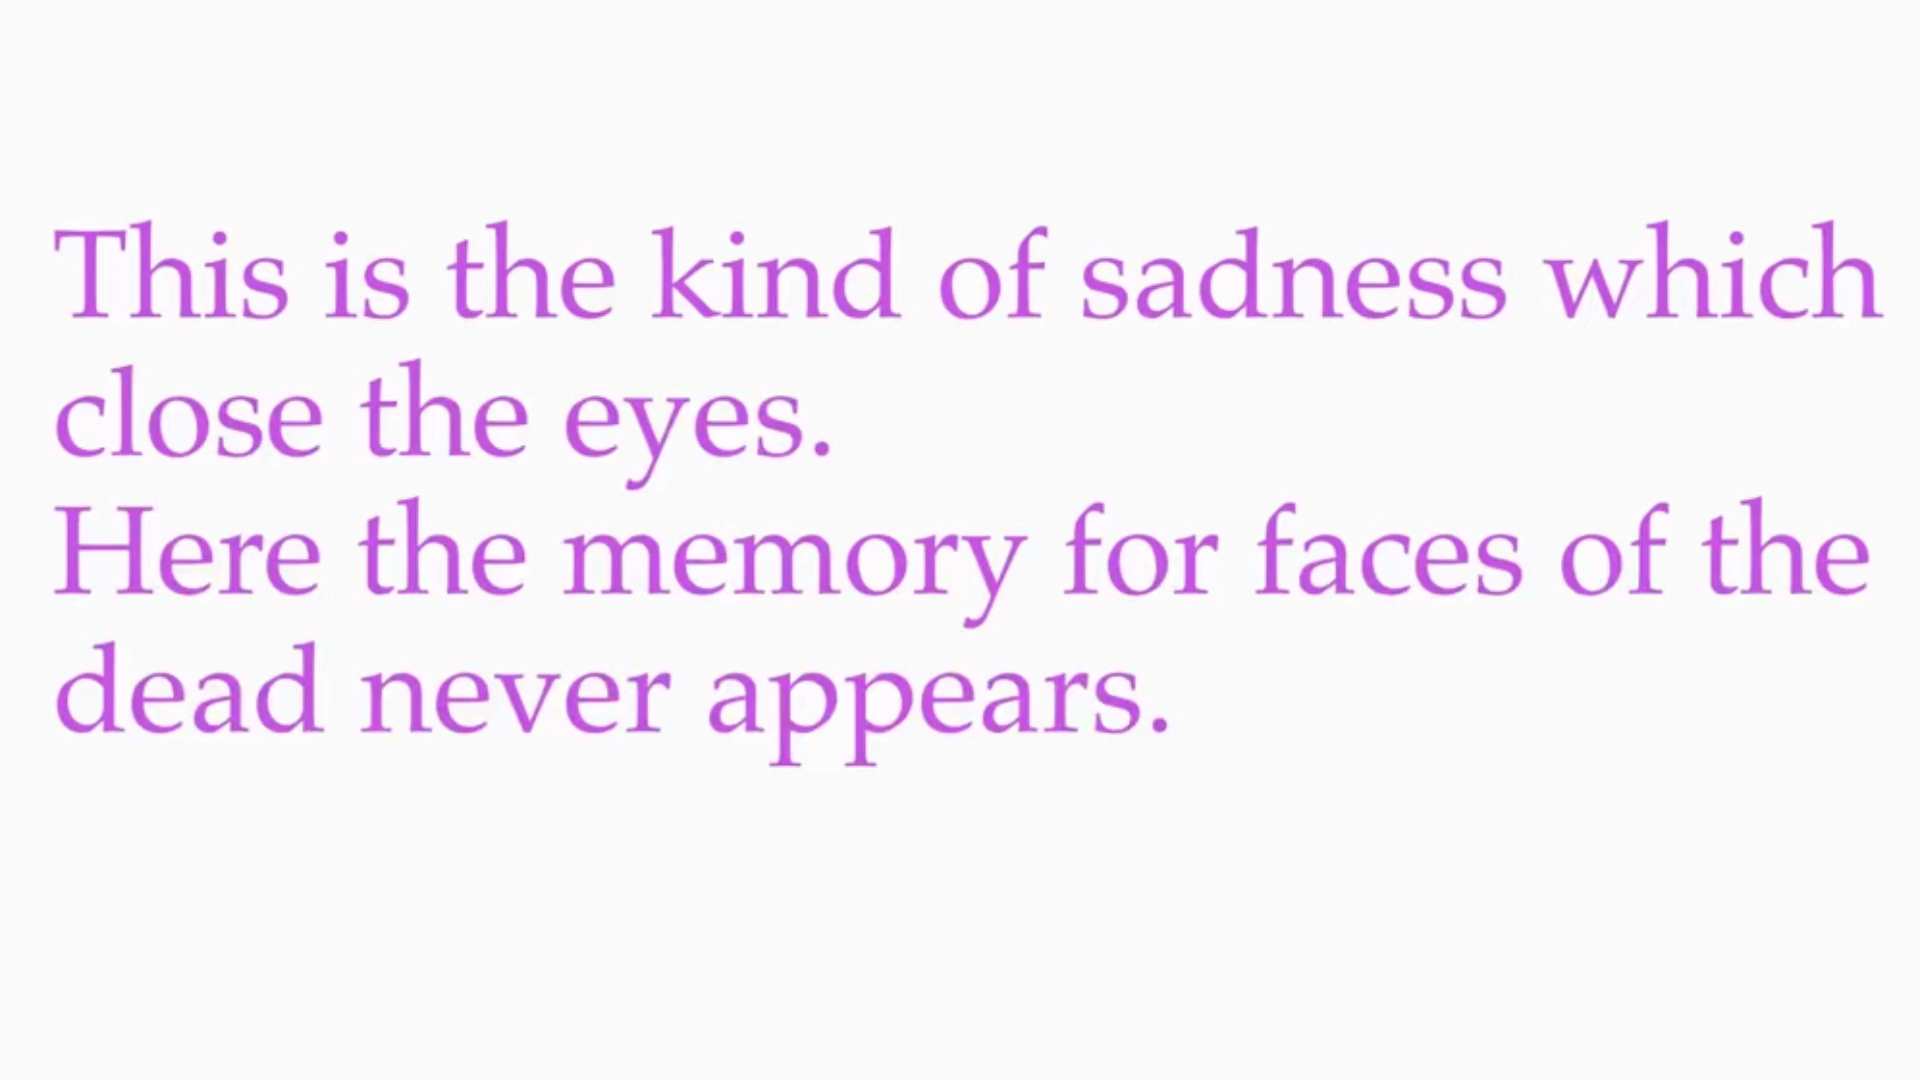 This is the kind of sadness which
close the eyes.
Here the memory for faces of the
dead never appears.